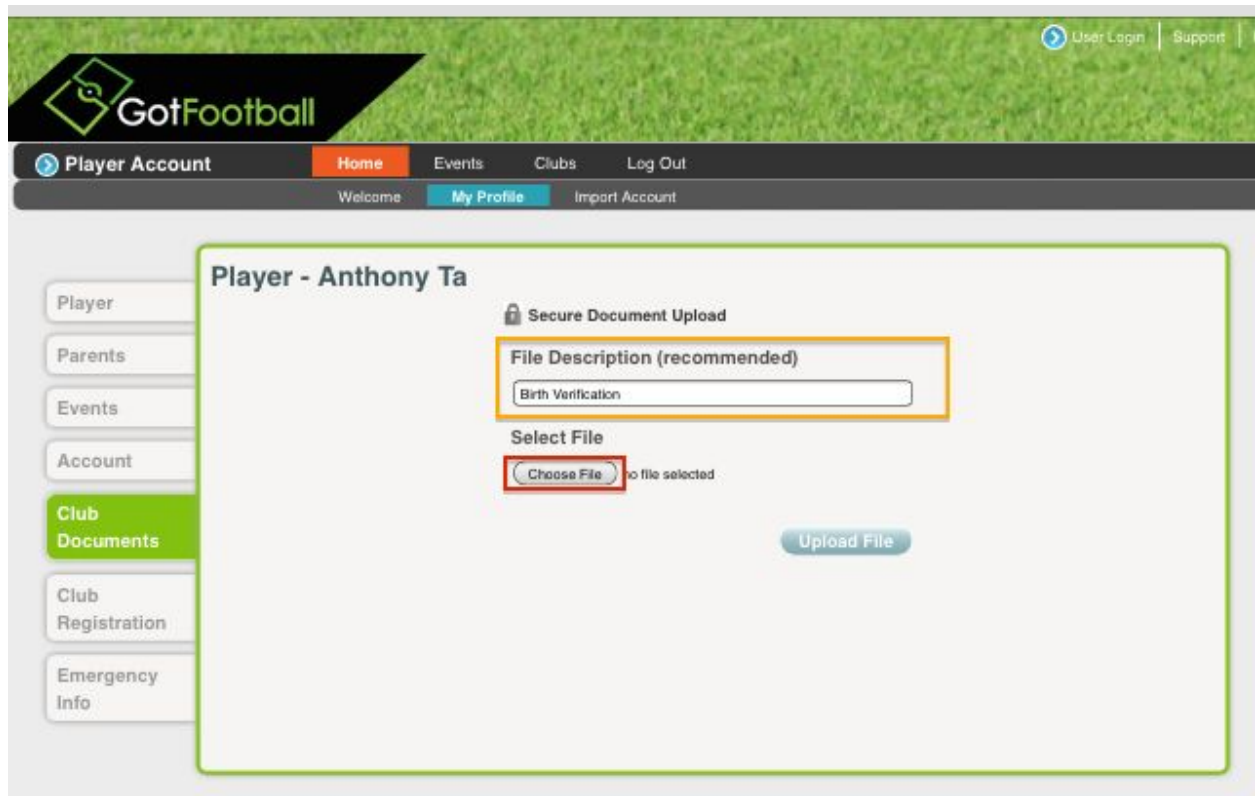 User Login
Support
GotFootball
Player Account
Home
Events
Clubs
Log Out
Welcome
My Profile
Import Account
Player - Anthony Ta
Player
Parents
Events
Account
Club
Documents
Club
Registration
Emergency
Info
Secure Document Upload
File Description (recommended)
Birth Verification
Select File
Choose File no file selected
Upload File